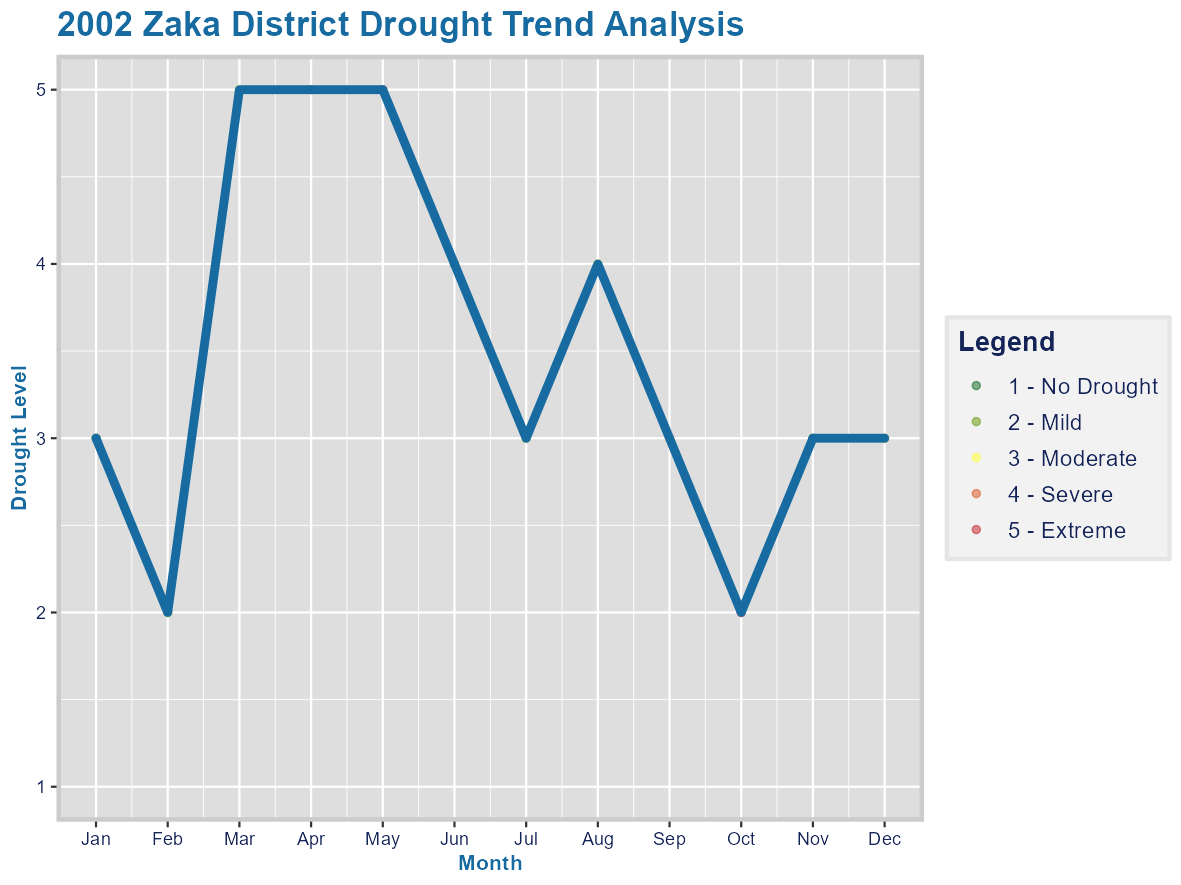 2002 Zaka District Drought Trend Analysis
5
4
3
2
1
Drought Level
Jan Feb Mar Apr May Jun Jul Aug Sep Oct Nov Dec
Month
Legend
1 - No Drought
2 - Mild
3 - Moderate
4 - Severe
5 - Extreme